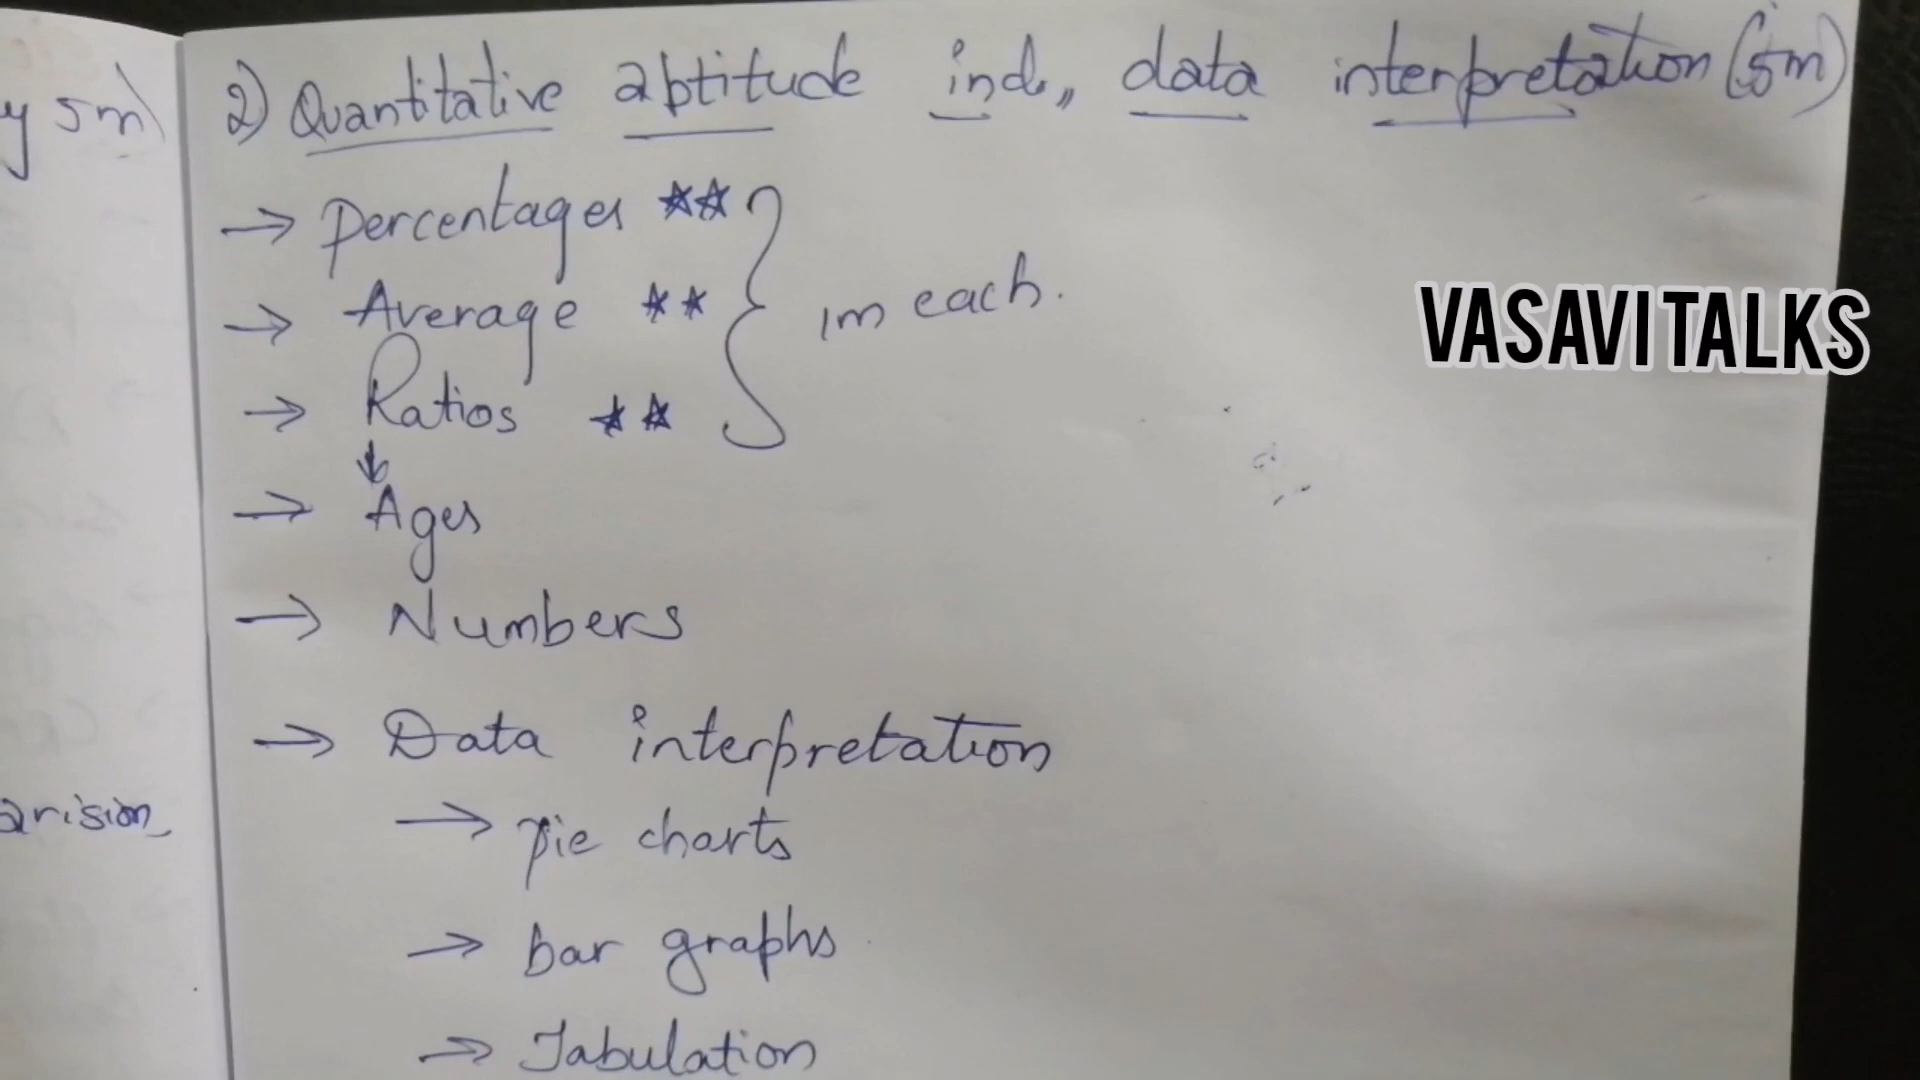 y 5m)
2) Quantitative aptitude ind,, data interpretation (5m)
→ Percentages ★★
→ Average ★★
1m each.
→ Ratios ★★
↓
→ Ages
→ Numbers
→ Data interpretation
→ pie charts
→ bar graphs
→ Tabulation
arision
VASAVI TALKS